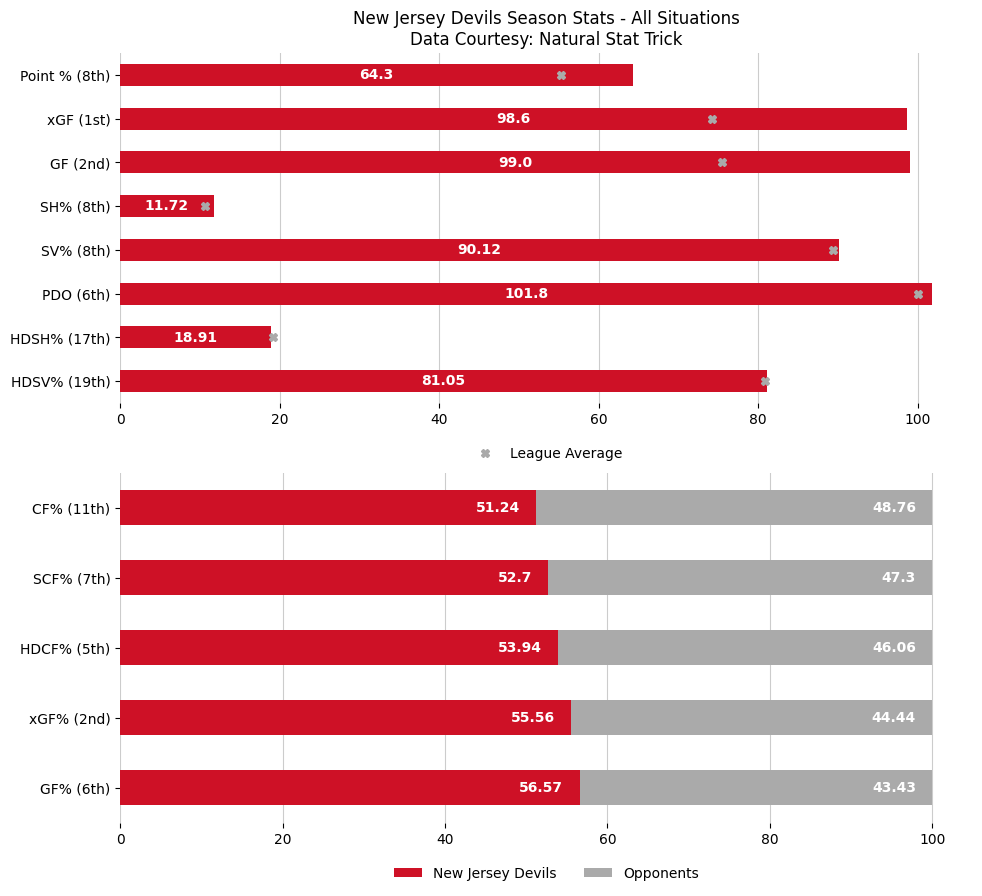 New Jersey Devils Season Stats - All Situations
Data Courtesy: Natural Stat Trick
Point % (8th) 64.3
xGF (1st) 98.6
GF (2nd) 99.0
SH% (8th) 11.72
SV% (8th) 90.12
PDO (6th) 101.8
HDSH% (17th) 18.91
HDSV% (19th) 81.05
0 20 40 60 80 100
League Average
CF% (11th) 51.24 48.76
SCF% (7th) 52.7 47.3
HDCF% (5th) 53.94 46.06
xGF% (2nd) 55.56 44.44
GF% (6th) 56.57 43.43
0 20 40 60 80 100
New Jersey Devils Opponents